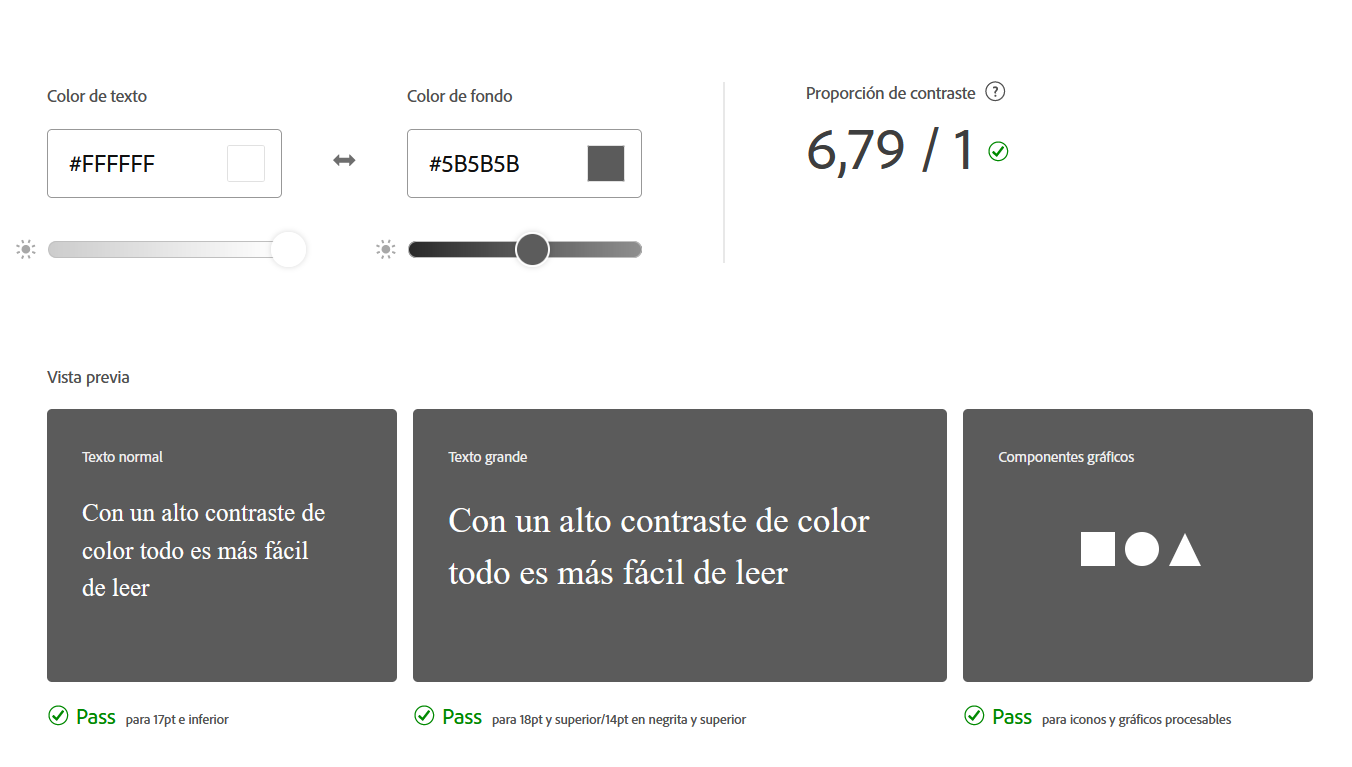 Color de texto
Color de fondo
Proporción de contraste ?
#FFFFFF
#5B5B5B
6,79 / 1
Vista previa
Texto normal
Con un alto contraste de
color todo es más fácil
de leer
Texto grande
Con un alto contraste de color
todo es más fácil de leer
Componentes gráficos
Pass para 17pt e inferior
Pass para 18pt y superior/14pt en negrita y superior
Pass para iconos y gráficos procesables